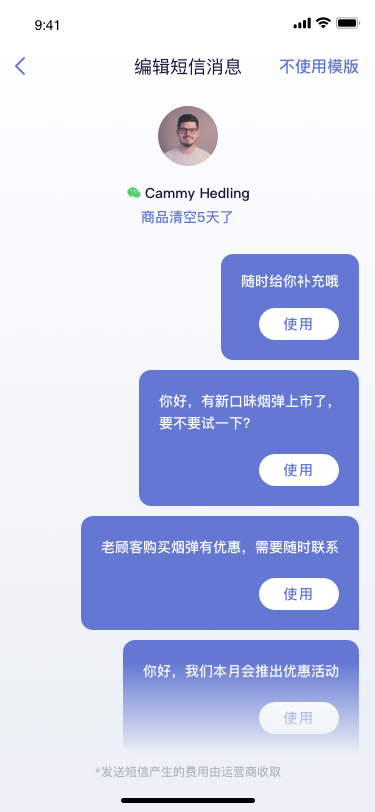 9:41
编辑短信消息
不使用模版
Cammy Hedling
商品清空5天了
随时给你补充哦
使用
你好，有新口味烟弹上市了，
要不要试一下?
使用
老顾客购买烟弹有优惠，需要随时联系
使用
你好，我们本月会推出优惠活动
使用
*发送短信产生的费用由运营商收取